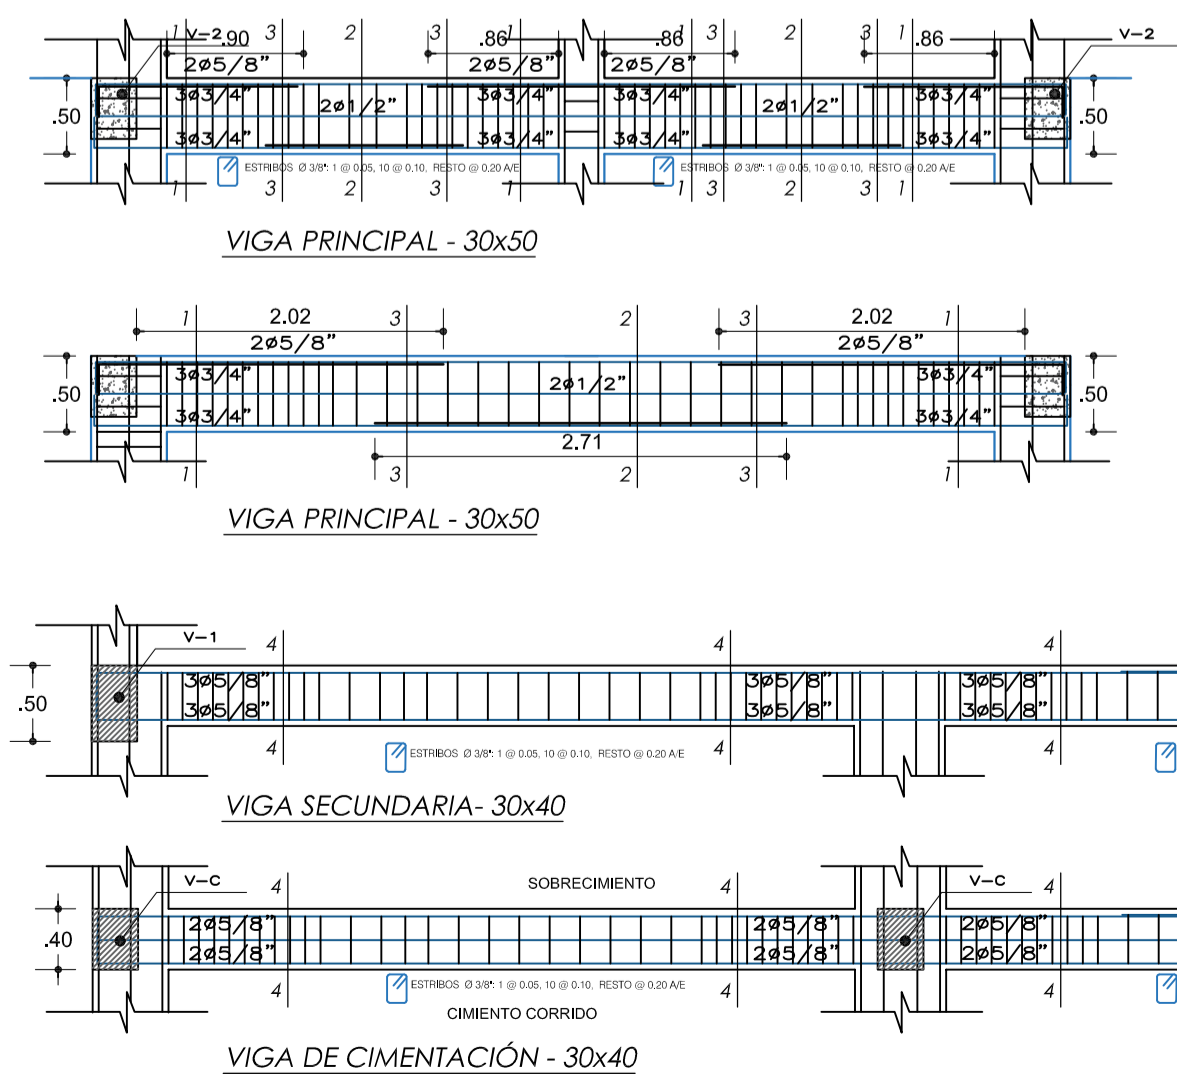 1 V-2 .90 3 2 3 .86 1 .86 1 3 2 3 1 .86 V-2
2ø5/8" 2ø5/8" 2ø5/8"
3ø3/4" 2ø1/2" 3ø3/4" 3ø3/4" 2ø1/2" 3ø3/4"
.50 .50
3ø3/4" 3ø3/4" 3ø3/4" 3ø3/4"
ESTRIBOS Ø 3/8": 1 @ 0.05, 10 @ 0.10, RESTO @ 0.20 A/E ESTRIBOS Ø 3/8": 1 @ 0.05, 10 @ 0.10, RESTO @ 0.20 A/E
1 3 2 3 1 1 3 2 3 1
VIGA PRINCIPAL - 30x50
1 2.02 3 2 3 2.02 1
2ø5/8" 2ø5/8"
3ø3/4" 2ø1/2" 3ø3/4"
.50 .50
3ø3/4" 3ø3/4"
2.71
1 3 2 3 1
VIGA PRINCIPAL - 30x50
V-1 4 4 4
3ø5/8" 3ø5/8" 3ø5/8"
.50 3ø5/8" 3ø5/8" 3ø5/8"
4 4 4
ESTRIBOS Ø 3/8": 1 @ 0.05, 10 @ 0.10, RESTO @ 0.20 A/E
VIGA SECUNDARIA- 30x40
V-C 4 SOBRECIMIENTO 4 V-C 4
2ø5/8" 2ø5/8" 2ø5/8"
.40 2ø5/8" 2ø5/8" 2ø5/8"
4 4 4
ESTRIBOS Ø 3/8": 1 @ 0.05, 10 @ 0.10, RESTO @ 0.20 A/E
CIMIENTO CORRIDO
VIGA DE CIMENTACIÓN - 30x40